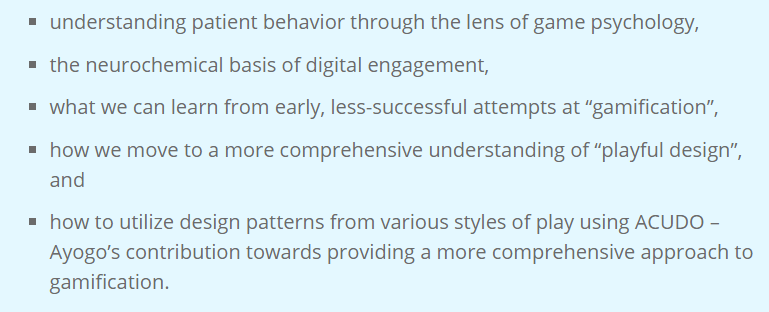 ▪ understanding patient behavior through the lens of game psychology,
▪ the neurochemical basis of digital engagement,
▪ what we can learn from early, less-successful attempts at “gamification”,
▪ how we move to a more comprehensive understanding of “playful design”,
and
▪ how to utilize design patterns from various styles of play using ACUDO –
Ayogo’s contribution towards providing a more comprehensive approach to
gamification.